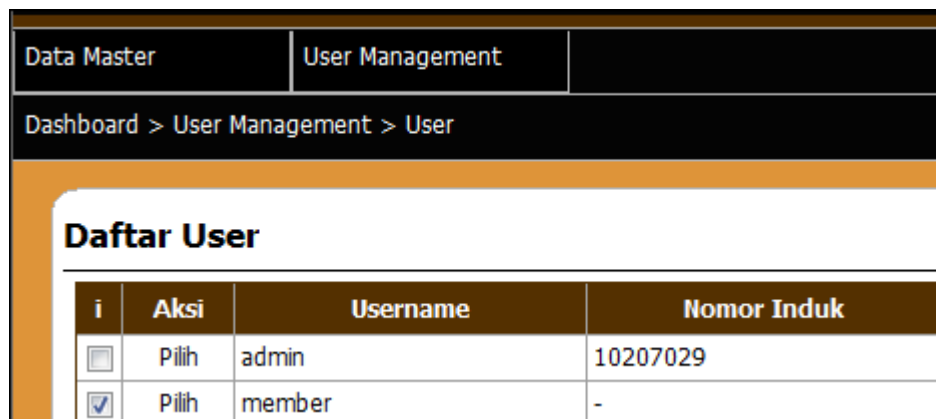 Data Master User Management
Dashboard > User Management > User
Daftar User
i Aksi Username Nomor Induk
Pilih admin 10207029
Pilih member -